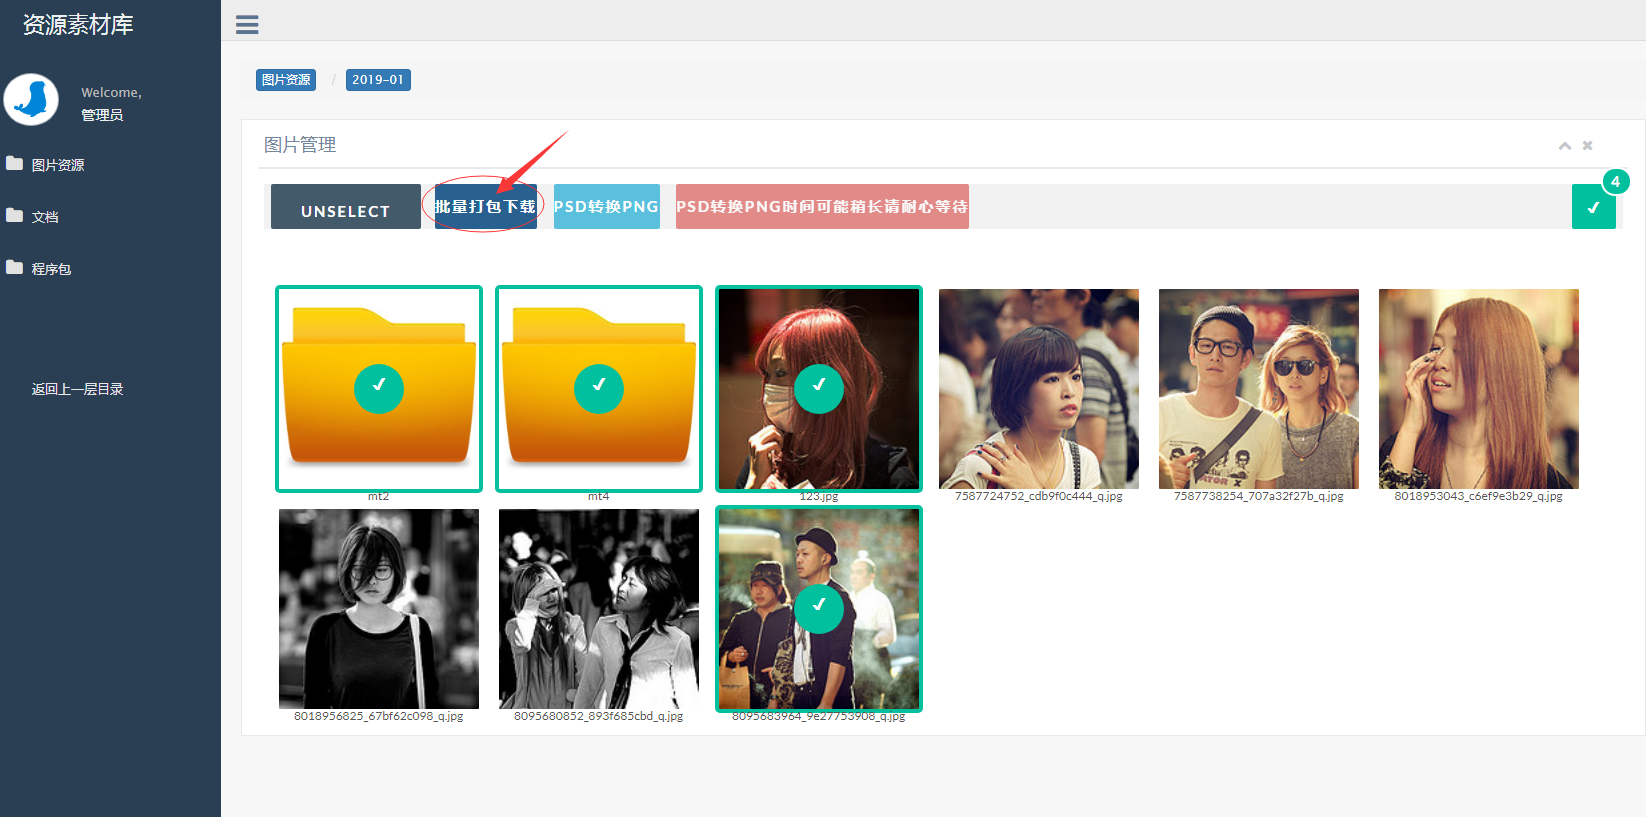 资源素材库
Welcome,
管理员
图片资源
文档
程序包
返回上一层目录
图片资源 / 2019-01
图片管理
UNSELECT 批量打包下载 PSD转换PNG PSD转换PNG时间可能稍长请耐心等待 4
mt2 mt4 123.jpg 7587724752_cdb9f0c444_q.jpg 7587738254_707a32f27b_q.jpg 8018953043_c6ef9e3b29_q.jpg
8018956825_67bf62c098_q.jpg 8095680852_893f685cbd_q.jpg 8095683964_9e27753908_q.jpg